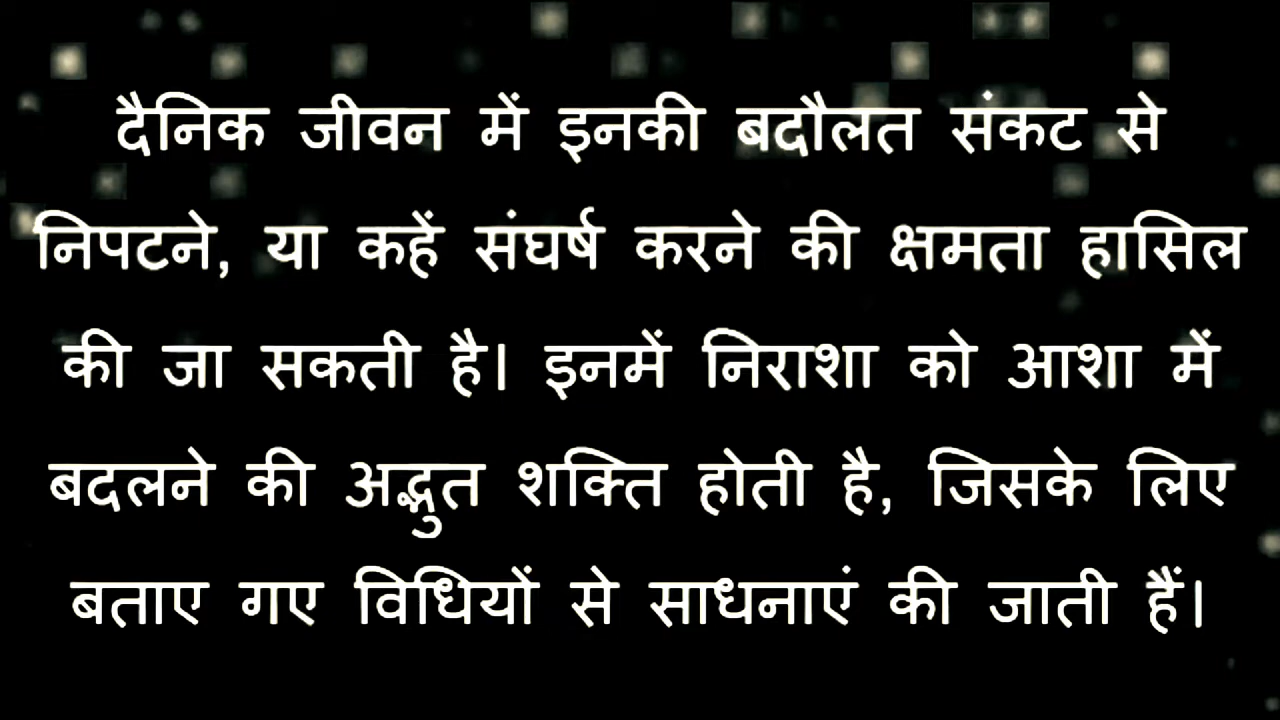 दैनिक जीवन में इनकी बदौलत संकट से
निपटने, या कहें संघर्ष करने की क्षमता हासिल
की जा सकती है। इनमें निराशा को आशा में
बदलने की अद्भुत शक्ति होती है, जिसके लिए
बताए गए विधियों से साधनाएं की जाती हैं।